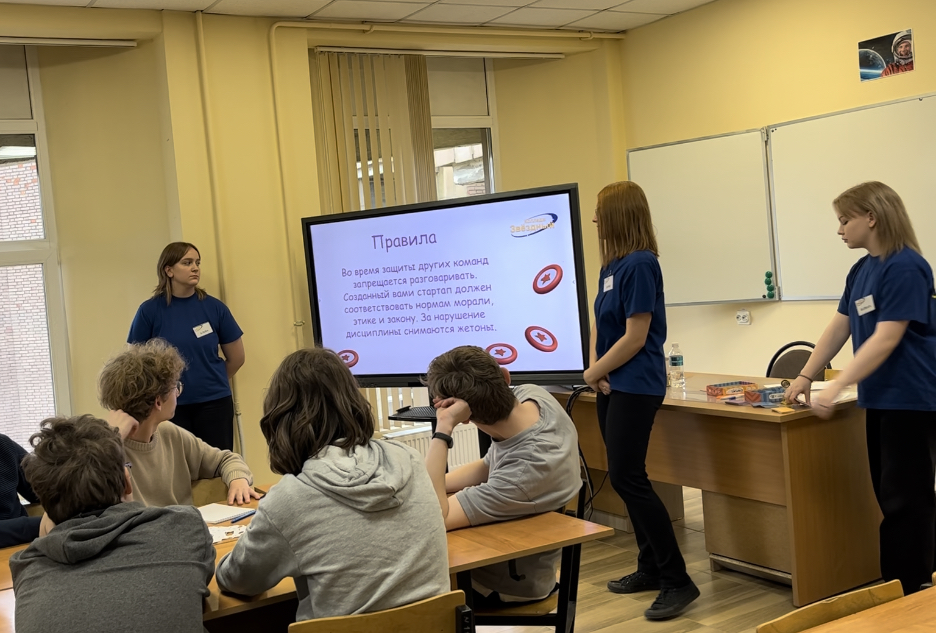 Звёздный
Правила
Во время защиты других команд
запрещается разговаривать.
Созданный вами стартап должен
соответствовать нормам морали,
этике и закону. За нарушение
дисциплины снимаются жетоны.